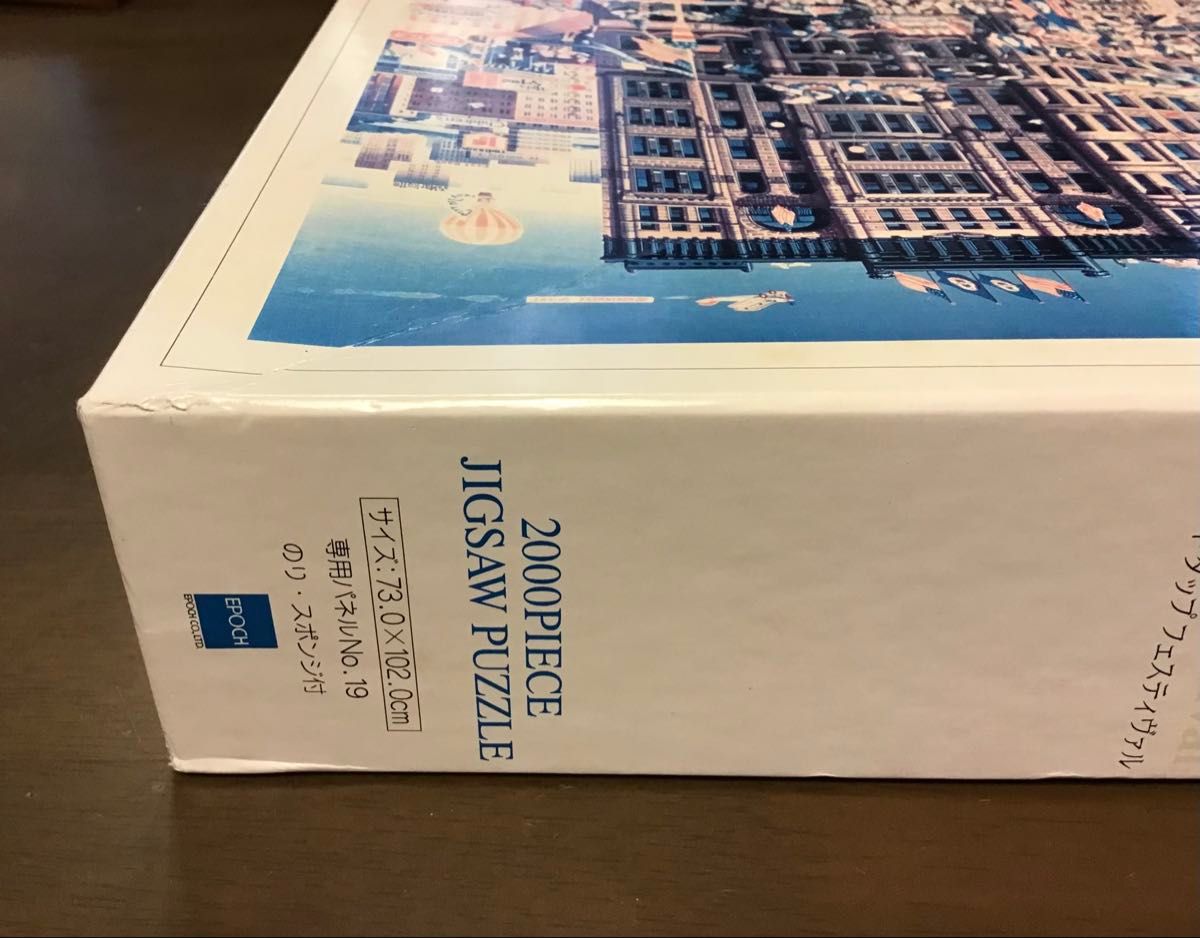 2000PIECE
JIGSAW PUZZLE
サイズ:73.0×102.0cm
専用パネルNo.19
のり・スポンジ付
EPOCH
EPOCH CO., LTD.
タップフェスティヴァル